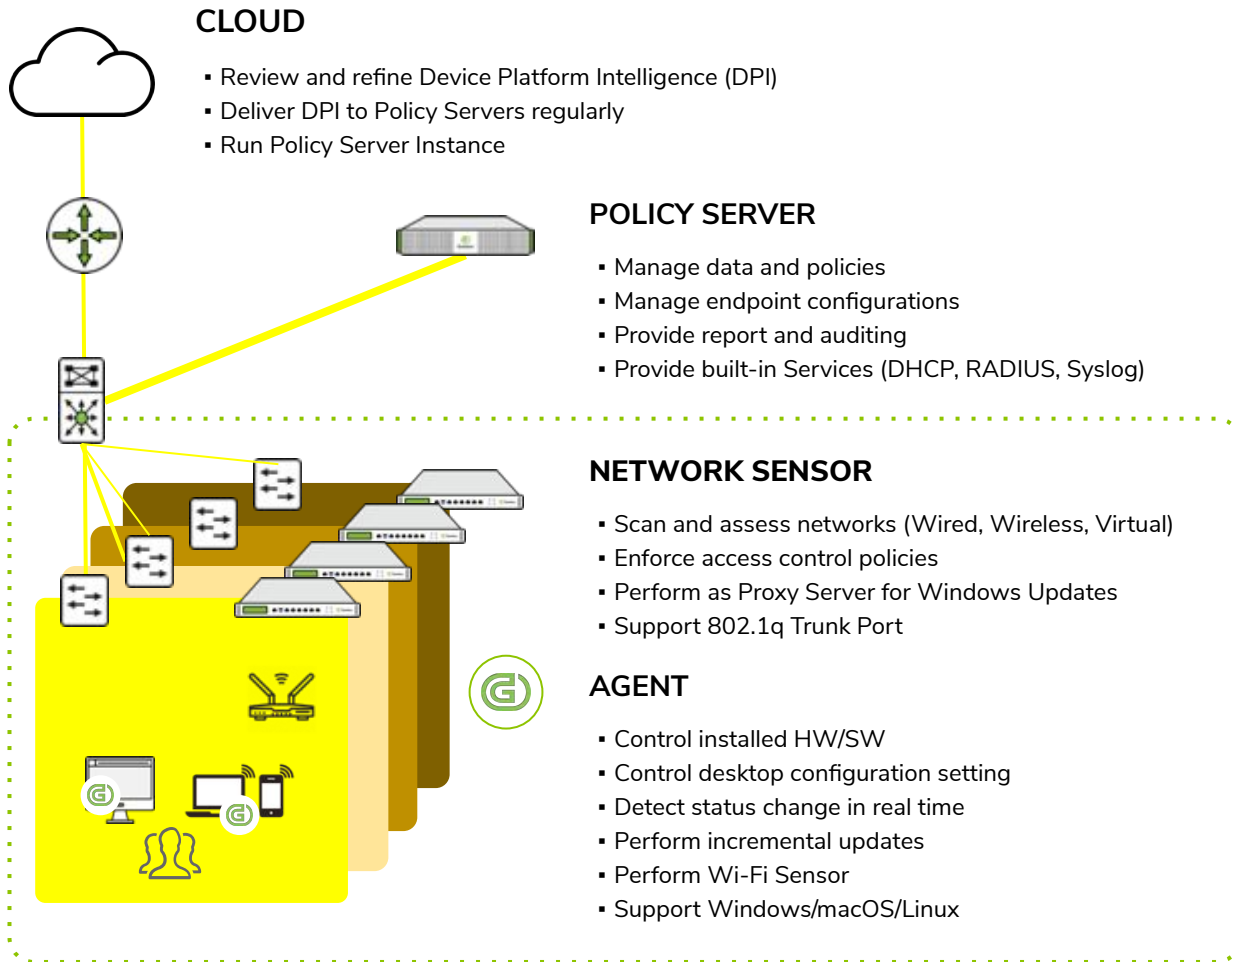 CLOUD
▪ Review and refine Device Platform Intelligence (DPI)
▪ Deliver DPI to Policy Servers regularly
▪ Run Policy Server Instance
POLICY SERVER
▪ Manage data and policies
▪ Manage endpoint configurations
▪ Provide report and auditing
▪ Provide built-in Services (DHCP, RADIUS, Syslog)
NETWORK SENSOR
▪ Scan and assess networks (Wired, Wireless, Virtual)
▪ Enforce access control policies
▪ Perform as Proxy Server for Windows Updates
▪ Support 802.1q Trunk Port
AGENT
▪ Control installed HW/SW
▪ Control desktop configuration setting
▪ Detect status change in real time
▪ Perform incremental updates
▪ Perform Wi-Fi Sensor
▪ Support Windows/macOS/Linux